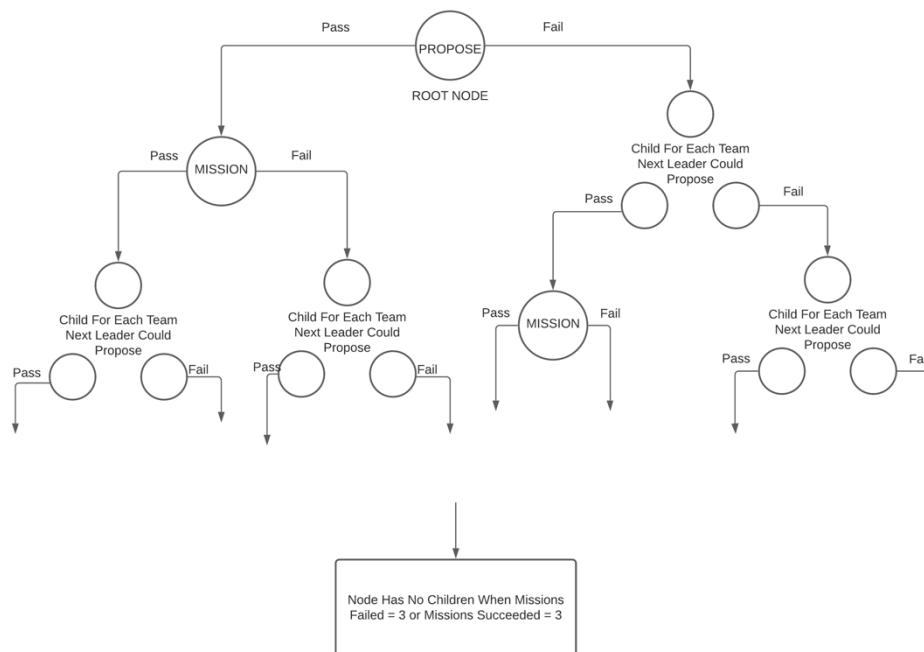 Pass
Fail
PROPOSE
ROOT NODE
Child For Each Team
Next Leader Could
Propose
Pass
Fail
MISSION
Pass
Fail
Child For Each Team
Next Leader Could
Propose
Child For Each Team
Next Leader Could
Propose
Pass
MISSION
Fail
Child For Each Team
Next Leader Could
Propose
Pass
Fail
Pass
Fail
Pass
Fa
Node Has No Children When Missions
Failed = 3 or Missions Succeeded = 3